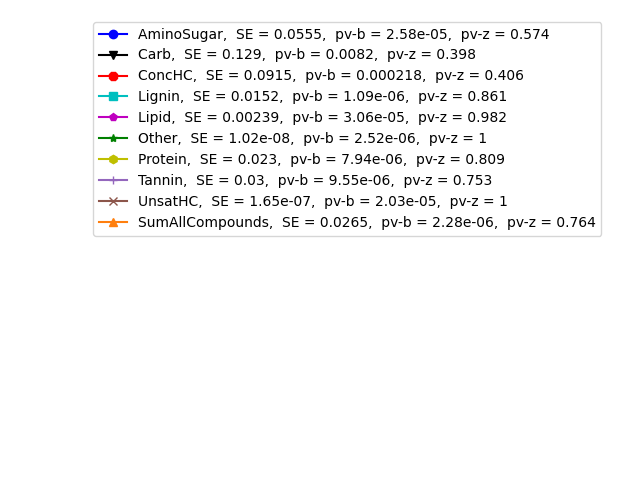 AminoSugar,  SE = 0.0555,  pv-b = 2.58e-05,  pv-z = 0.574
Carb,  SE = 0.129,  pv-b = 0.0082,  pv-z = 0.398
ConcHC,  SE = 0.0915,  pv-b = 0.000218,  pv-z = 0.406
Lignin,  SE = 0.0152,  pv-b = 1.09e-06,  pv-z = 0.861
Lipid,  SE = 0.00239,  pv-b = 3.06e-05,  pv-z = 0.982
Other,  SE = 1.02e-08,  pv-b = 2.52e-06,  pv-z = 1
Protein,  SE = 0.023,  pv-b = 7.94e-06,  pv-z = 0.809
Tannin,  SE = 0.03,  pv-b = 9.55e-06,  pv-z = 0.753
UnsatHC,  SE = 1.65e-07,  pv-b = 2.03e-05,  pv-z = 1
SumAllCompounds,  SE = 0.0265,  pv-b = 2.28e-06,  pv-z = 0.764